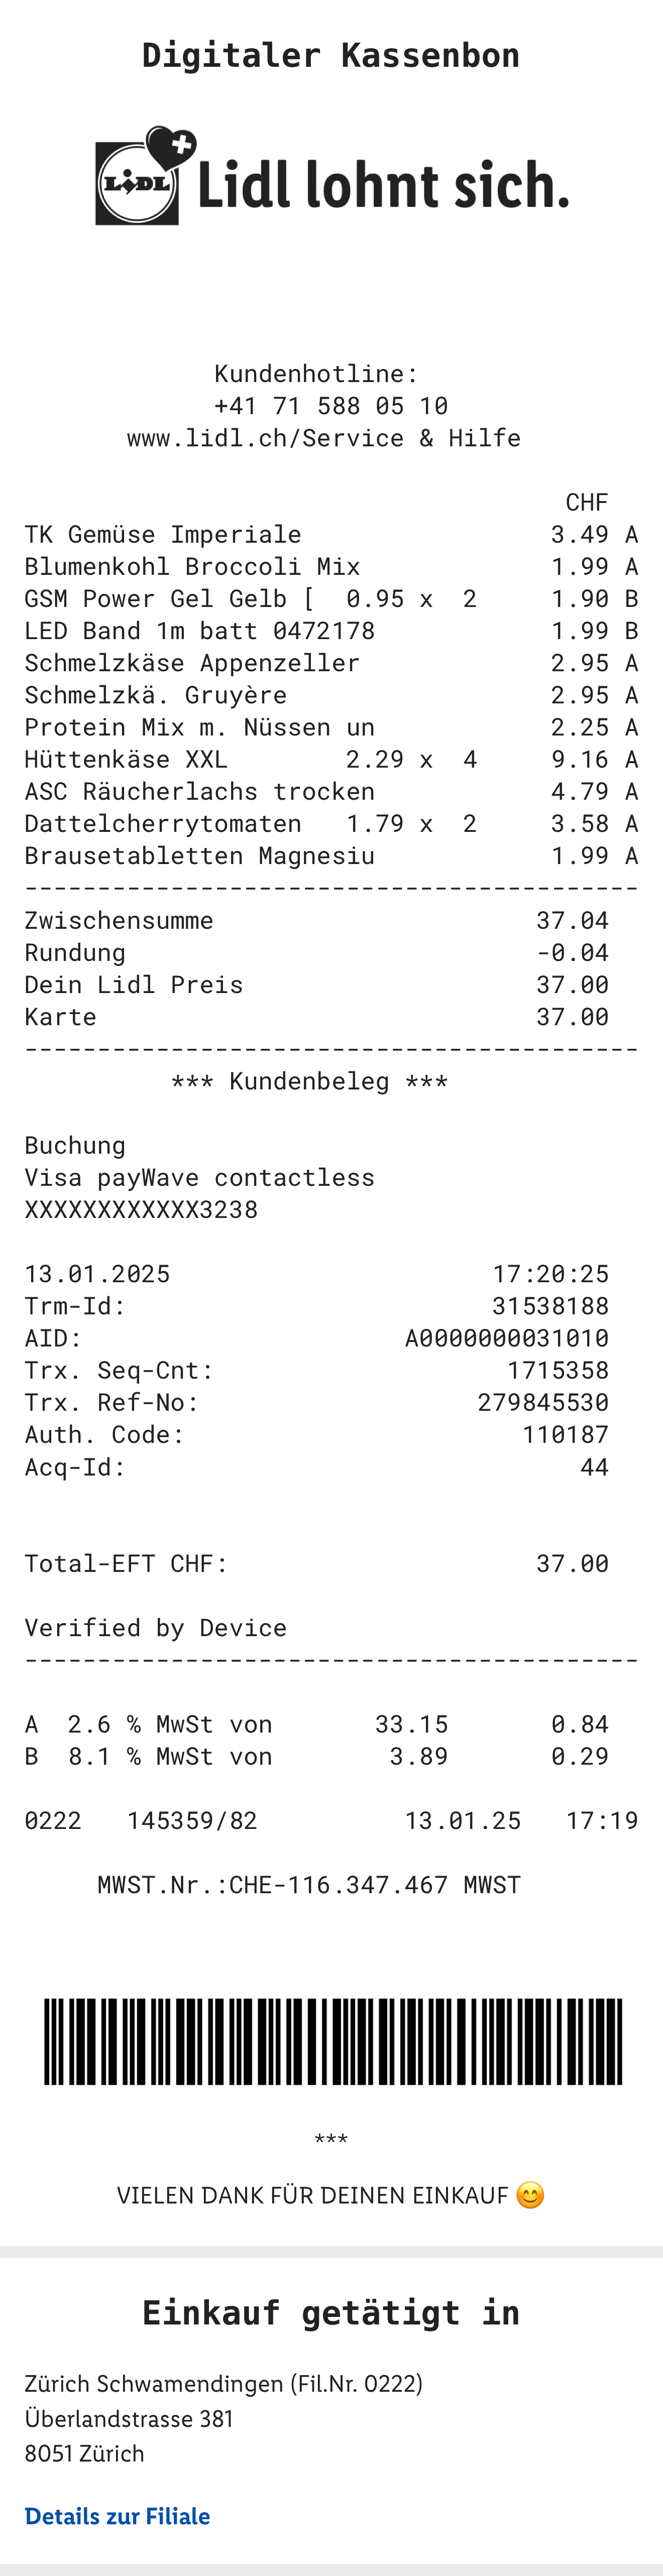 Digitaler Kassenbon
LiDL
Lidl lohnt sich.
Kundenhotline:
+41 71 588 05 10
www.lidl.ch/Service & Hilfe
CHF
TK Gemüse Imperiale 3.49 A
Blumenkohl Broccoli Mix 1.99 A
GSM Power Gel Gelb [ 0.95 x 2 1.90 B
LED Band 1m batt 0472178 1.99 B
Schmelzkäse Appenzeller 2.95 A
Schmelzkä. Gruyère 2.95 A
Protein Mix m. Nüssen un 2.25 A
Hüttenkäse XXL 2.29 x 4 9.16 A
ASC Räucherlachs trocken 4.79 A
Dattelcherrytomaten 1.79 x 2 3.58 A
Brausetabletten Magnesiu 1.99 A
------------------------------------------
Zwischensumme 37.04
Rundung -0.04
Dein Lidl Preis 37.00
Karte 37.00
------------------------------------------
*** Kundenbeleg ***
Buchung
Visa payWave contactless
XXXXXXXXXXXX3238
13.01.2025 17:20:25
Trm-Id: 31538188
AID: A0000000031010
Trx. Seq-Cnt: 1715358
Trx. Ref-No: 279845530
Auth. Code: 110187
Acq-Id: 44
Total-EFT CHF: 37.00
Verified by Device
------------------------------------------
A 2.6 % MwSt von 33.15 0.84
B 8.1 % MwSt von 3.89 0.29
0222 145359/82 13.01.25 17:19
MWST.Nr.:CHE-116.347.467 MWST
***
VIELEN DANK FÜR DEINEN EINKAUF 😊
Einkauf getätigt in
Zürich Schwamendingen (Fil.Nr. 0222)
Überlandstrasse 381
8051 Zürich
Details zur Filiale